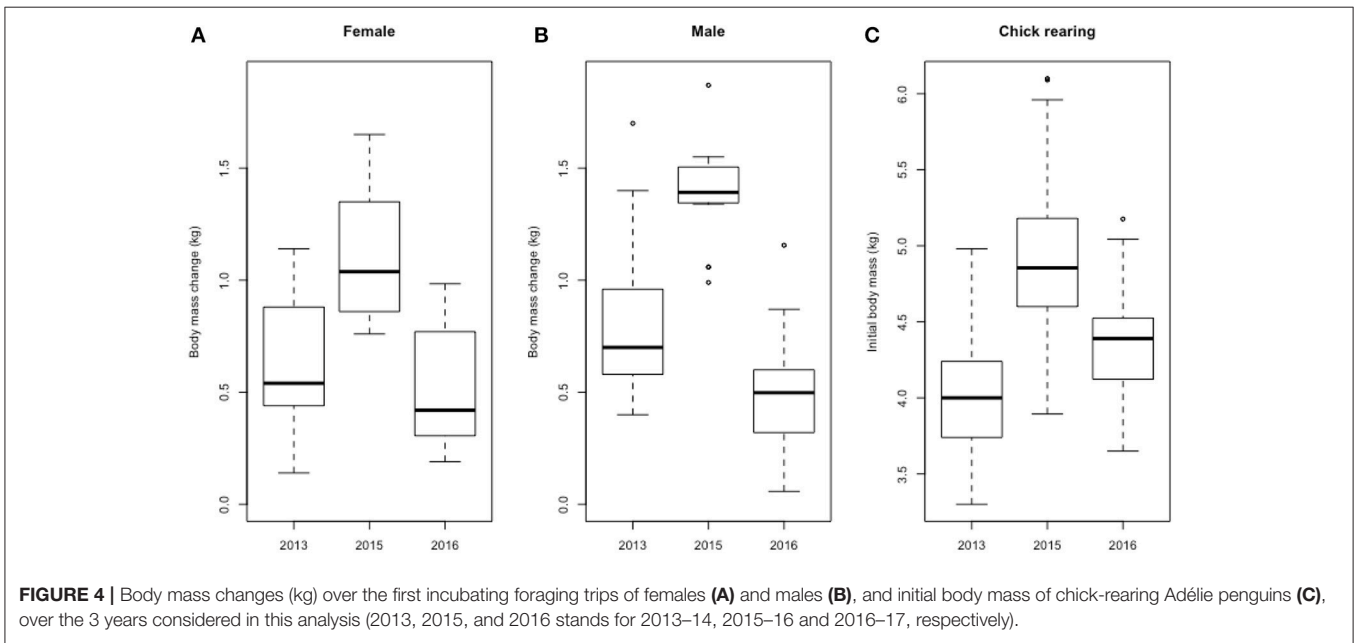 A Female
B Male
C Chick rearing
Body mass change (kg)
0.0 0.5 1.0 1.5
2013 2015 2016
Body mass change (kg)
0.0 0.5 1.0 1.5
2013 2015 2016
Initial body mass (kg)
3.5 4.0 4.5 5.0 5.5 6.0
2013 2015 2016
FIGURE 4 | Body mass changes (kg) over the first incubating foraging trips of females (A) and males (B), and initial body mass of chick-rearing Adélie penguins (C),
over the 3 years considered in this analysis (2013, 2015, and 2016 stands for 2013–14, 2015–16 and 2016–17, respectively).